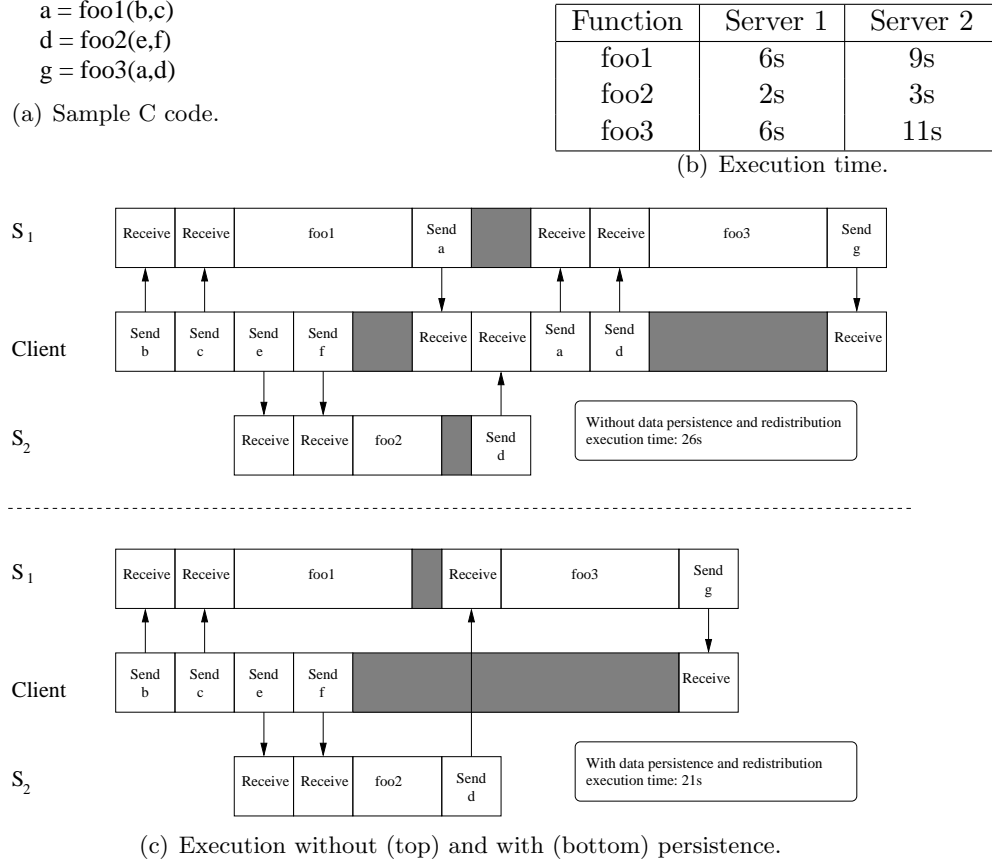 a = foo1(b,c)
d = foo2(e,f)
g = foo3(a,d)
(a) Sample C code.
Function Server 1 Server 2
foo1 6s 9s
foo2 2s 3s
foo3 6s 11s
(b) Execution time.
S1
Receive Receive foo1 Send a Receive Receive foo3 Send g
Client
Send b Send c Send e Send f Receive Receive Send a Send d Receive
S2
Receive Receive foo2 Send d
Without data persistence and redistribution
execution time: 26s
S1
Receive Receive foo1 Receive foo3 Send g
Client
Send b Send c Send e Send f Receive
S2
Receive Receive foo2 Send d
With data persistence and redistribution
execution time: 21s
(c) Execution without (top) and with (bottom) persistence.